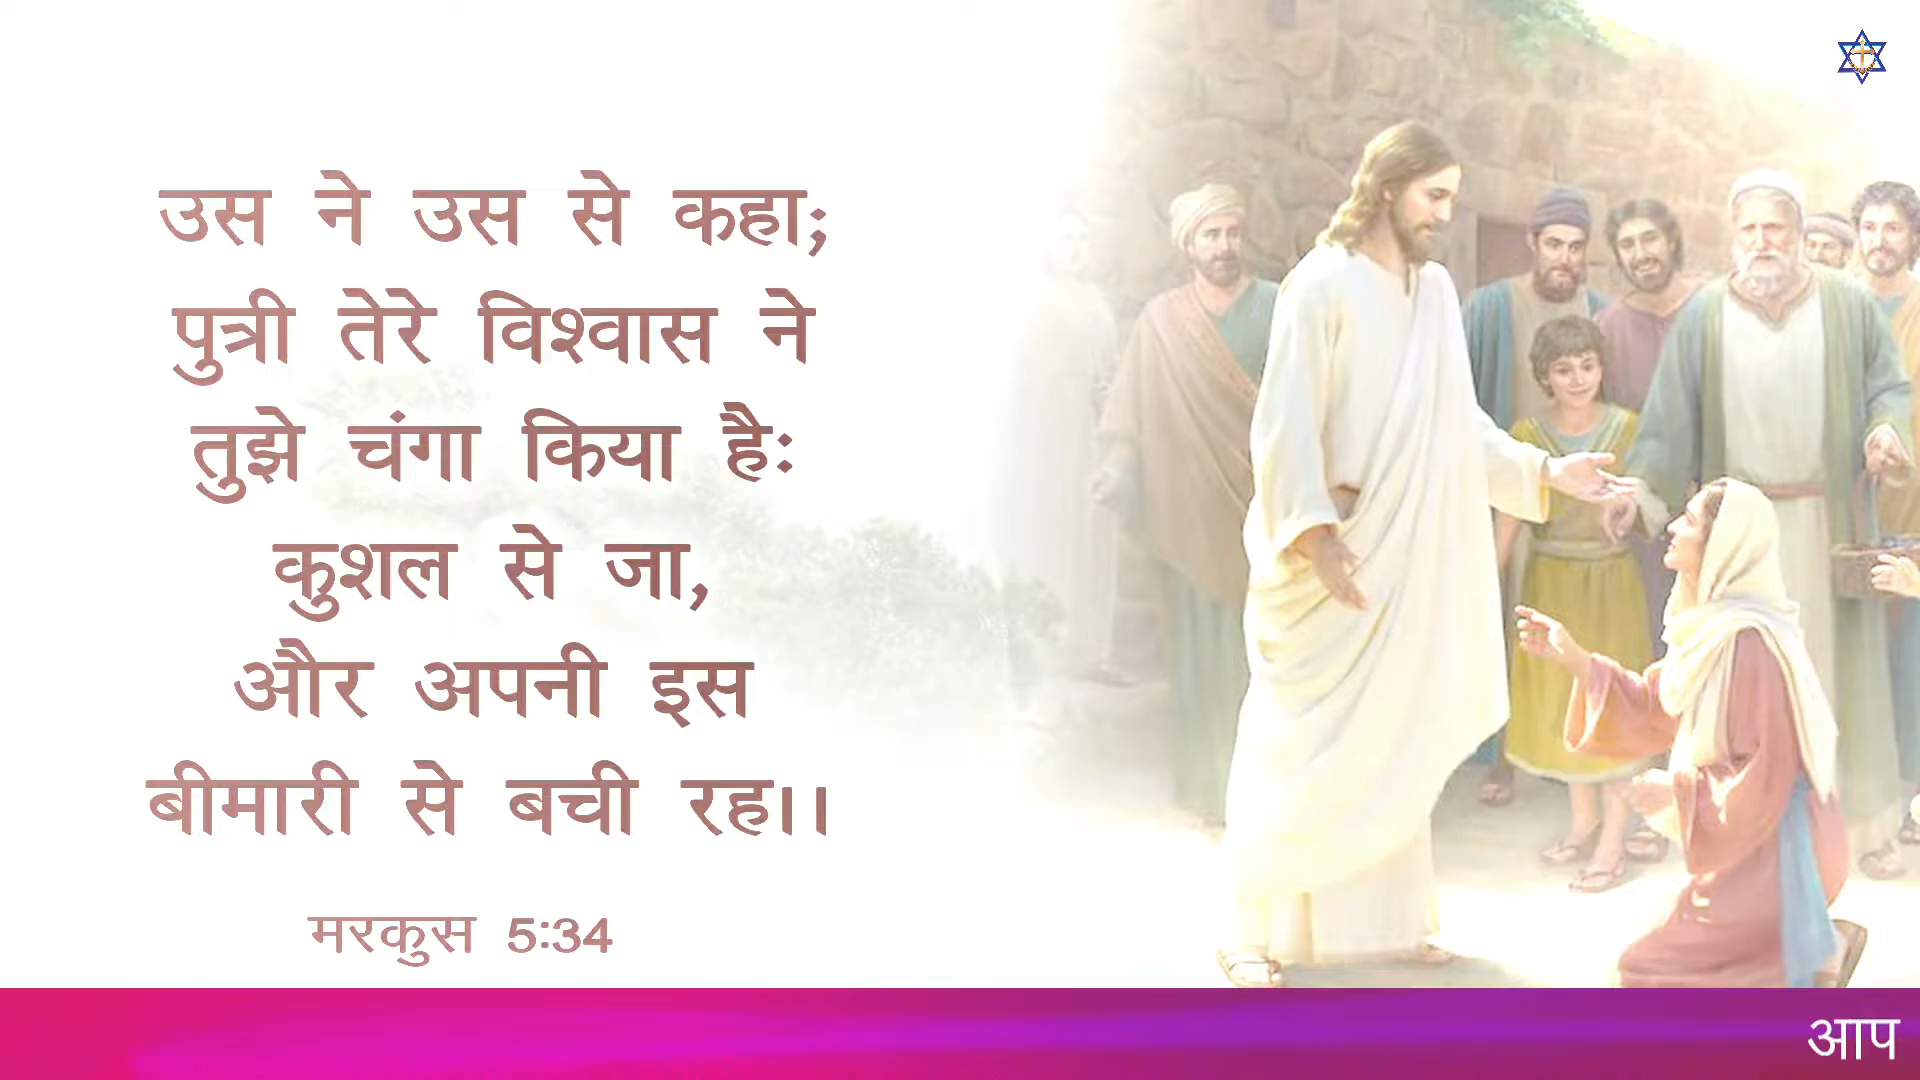 उस ने उस से कहा;
पुत्री तेरे विश्वास ने
तुझे चंगा किया हैः
कुशल से जा,
और अपनी इस
बीमारी से बची रह।।
मरकुस 5:34
आप